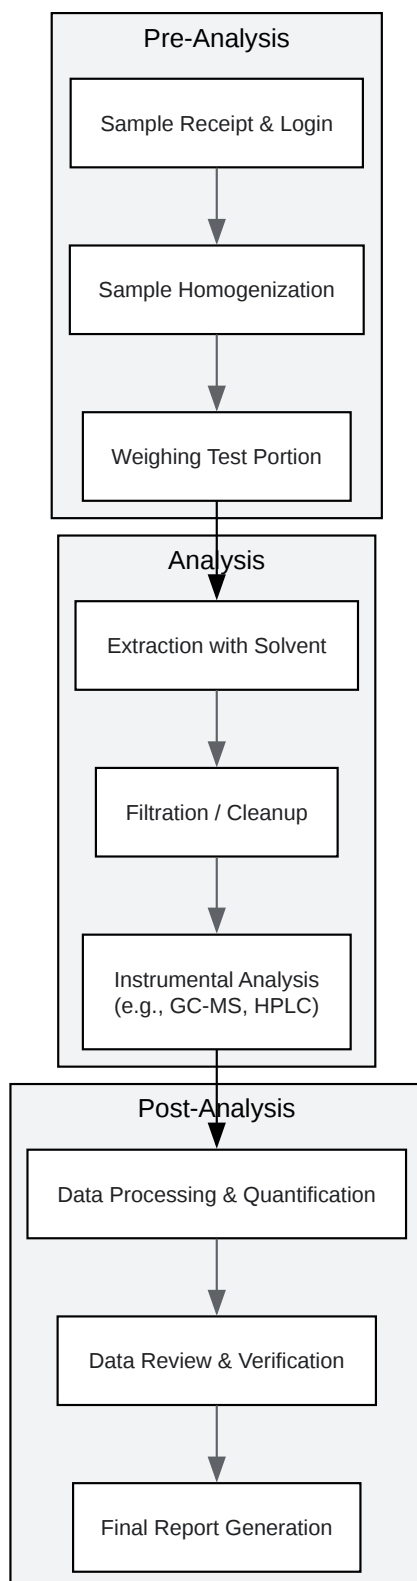 Pre-Analysis
Sample Receipt & Login
Sample Homogenization
Weighing Test Portion
Analysis
Extraction with Solvent
Filtration / Cleanup
Instrumental Analysis
(e.g., GC-MS, HPLC)
Post-Analysis
Data Processing & Quantification
Data Review & Verification
Final Report Generation